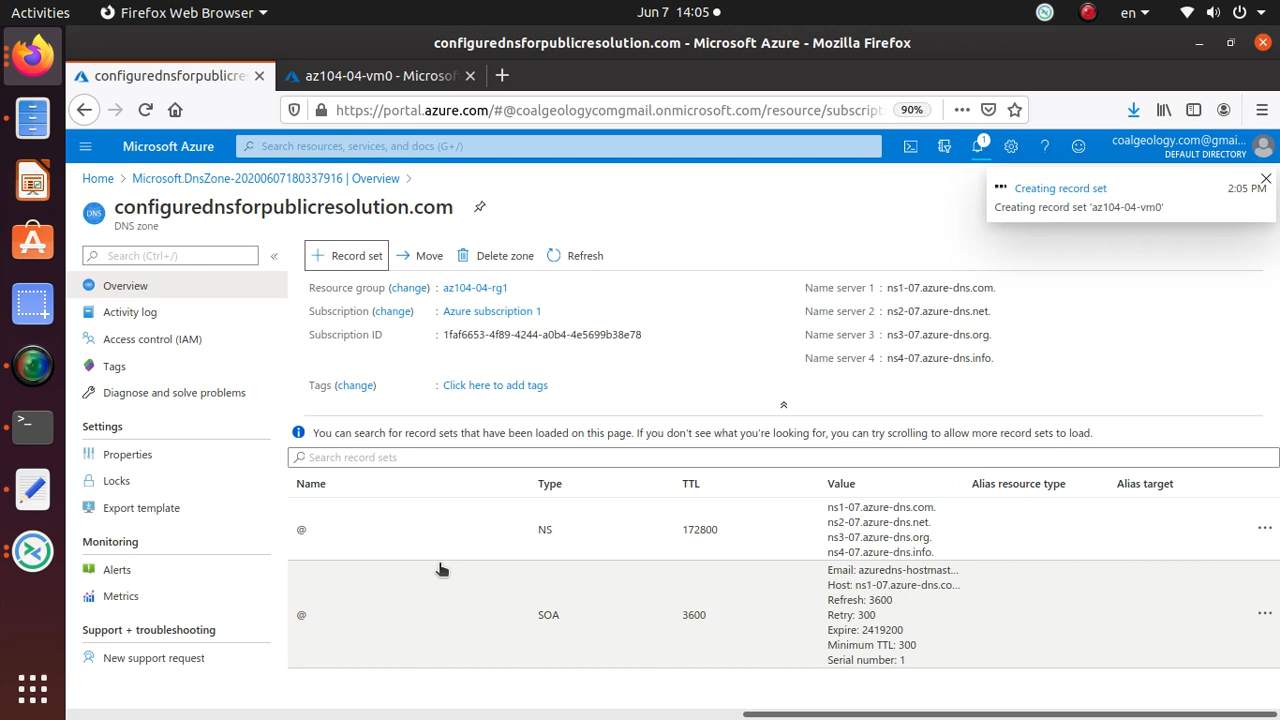 Activities
Firefox Web Browser
Jun 7 14:05
en
configurednsforpublicresolution.com - Microsoft Azure - Mozilla Firefox
configurednsforpublicre
az104-04-vm0 - Microsof
https://portal.azure.com/#@coalgeologycomgmail.onmicrosoft.com/resource/subscript
90%
Microsoft Azure
Search resources, services, and docs (G+/)
1
coalgeology.com@gmai...
DEFAULT DIRECTORY
Home > Microsoft.DnsZone-20200607180337916 | Overview >
Creating record set
2:05 PM
Creating record set 'az104-04-vm0'
DNS
configurednsforpublicresolution.com
DNS zone
Search (Ctrl+/)
«
Record set
Move
Delete zone
Refresh
Overview
Activity log
Access control (IAM)
Tags
Diagnose and solve problems
Settings
Properties
Locks
Export template
Monitoring
Alerts
Metrics
Support + troubleshooting
New support request
Resource group (change) : az104-04-rg1
Subscription (change) : Azure subscription 1
Subscription ID : 1faf6653-4f89-4244-a0b4-4e5699b38e78
Tags (change) : Click here to add tags
Name server 1 : ns1-07.azure-dns.com.
Name server 2 : ns2-07.azure-dns.net.
Name server 3 : ns3-07.azure-dns.org.
Name server 4 : ns4-07.azure-dns.info.
You can search for record sets that have been loaded on this page. If you don't see what you're looking for, you can try scrolling to allow more record sets to load.
Search record sets
Name Type TTL Value Alias resource type Alias target
@ NS 172800
ns1-07.azure-dns.com.
ns2-07.azure-dns.net.
ns3-07.azure-dns.org.
ns4-07.azure-dns.info.
@ SOA 3600
Email: azuredns-hostmast...
Host: ns1-07.azure-dns.co...
Refresh: 3600
Retry: 300
Expire: 2419200
Minimum TTL: 300
Serial number: 1